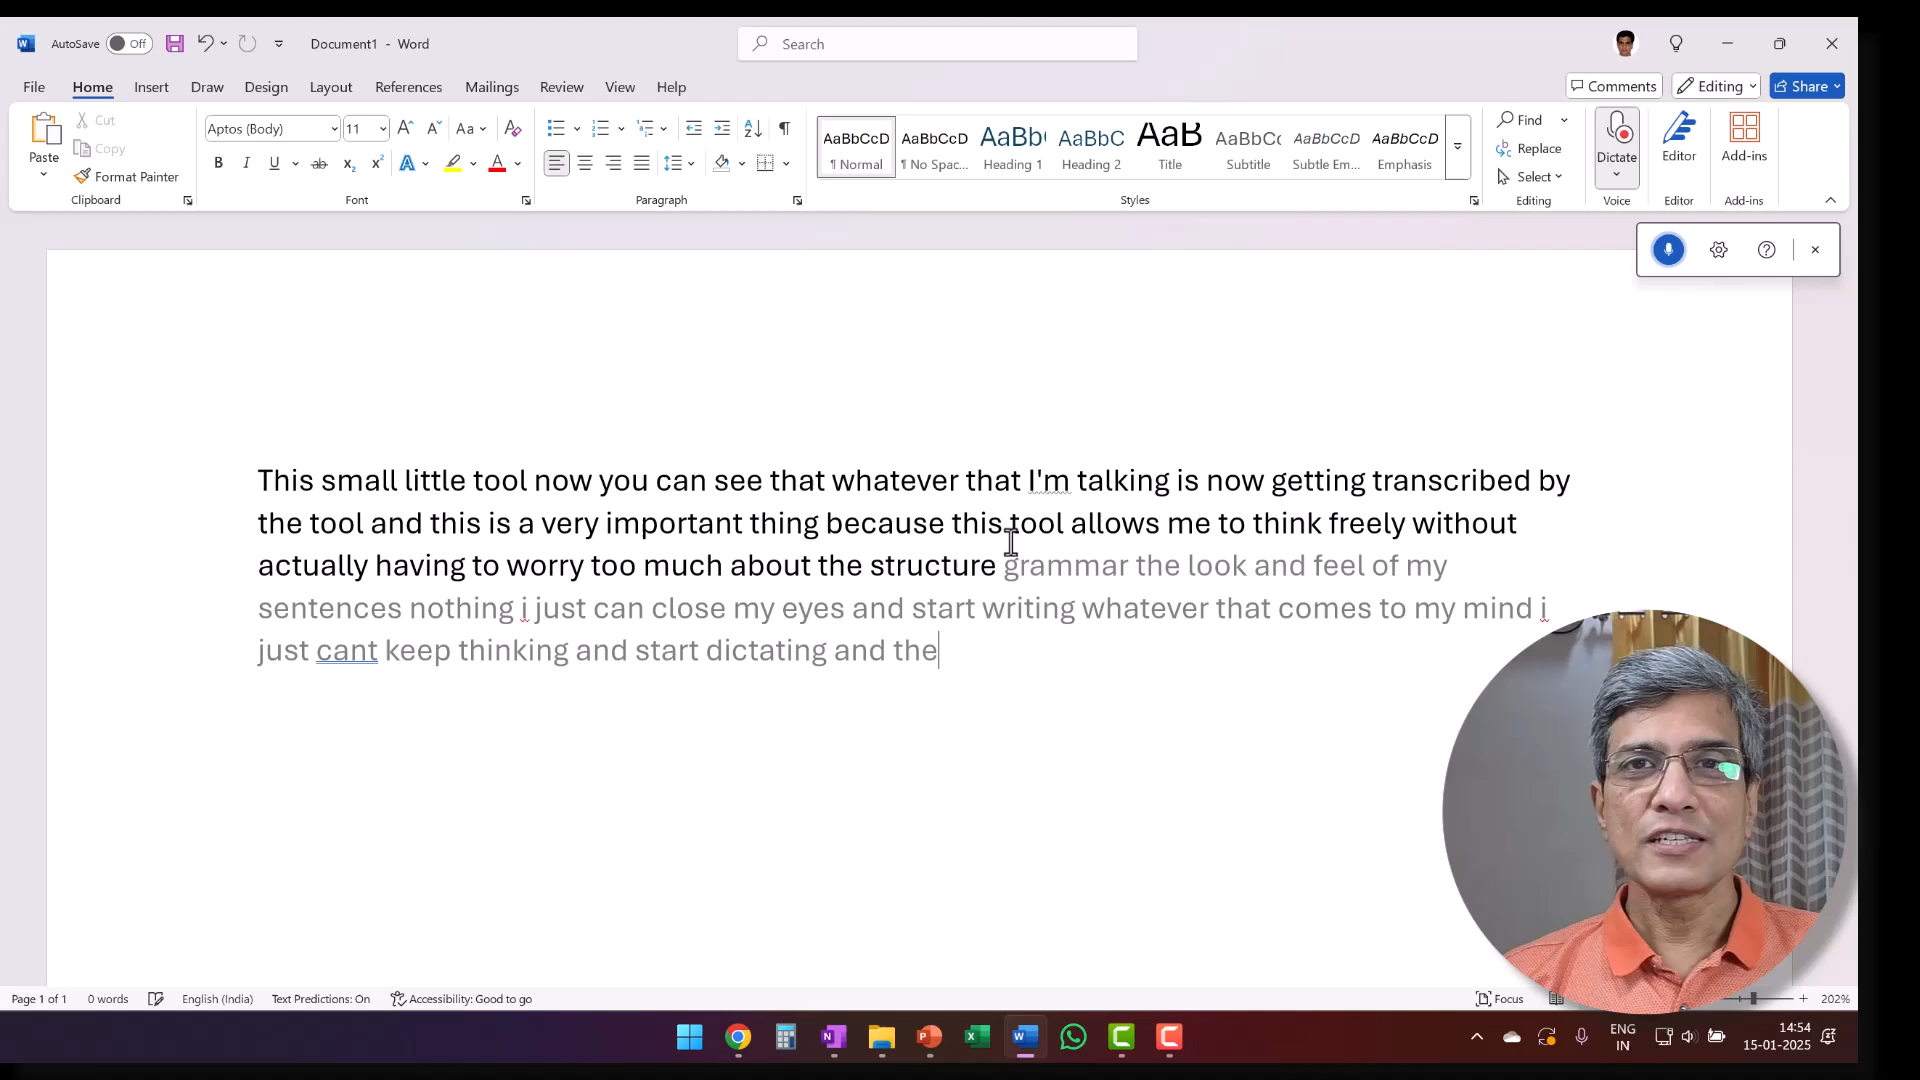 AutoSave Off Document1 - Word Search
File Home Insert Draw Design Layout References Mailings Review View Help Comments Editing Share
Paste Cut Copy Format Painter
Aptos (Body) 11
AaBbCcD AaBbCcD AaBb( AaBbC AaB AaBbC( AaBbCcD AaBbCcD
¶ Normal ¶ No Spac... Heading 1 Heading 2 Title Subtitle Subtle Em... Emphasis
Find Replace Select
Dictate Editor Add-ins
Clipboard Font Paragraph Styles Editing Voice Editor Add-ins
This small little tool now you can see that whatever that I'm talking is now getting transcribed by
the tool and this is a very important thing because this tool allows me to think freely without
actually having to worry too much about the structure grammar the look and feel of my
sentences nothing i just can close my eyes and start writing whatever that comes to my mind i
just cant keep thinking and start dictating and the
Page 1 of 1 0 words English (India) Text Predictions: On Accessibility: Good to go Focus 202%
ENG
IN
14:54
15-01-2025